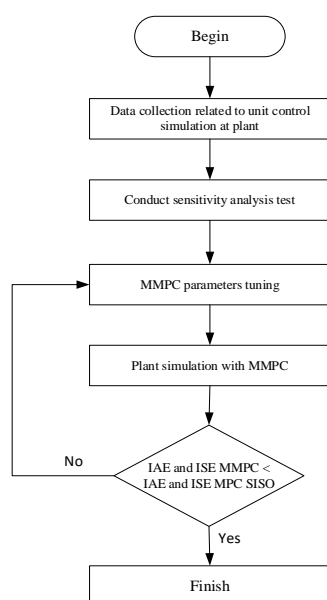 Begin
Data collection related to unit control
simulation at plant
Conduct sensitivity analysis test
MMPC parameters tuning
Plant simulation with MMPC
IAE and ISE MMPC <
IAE and ISE MPC SISO
No
Yes
Finish